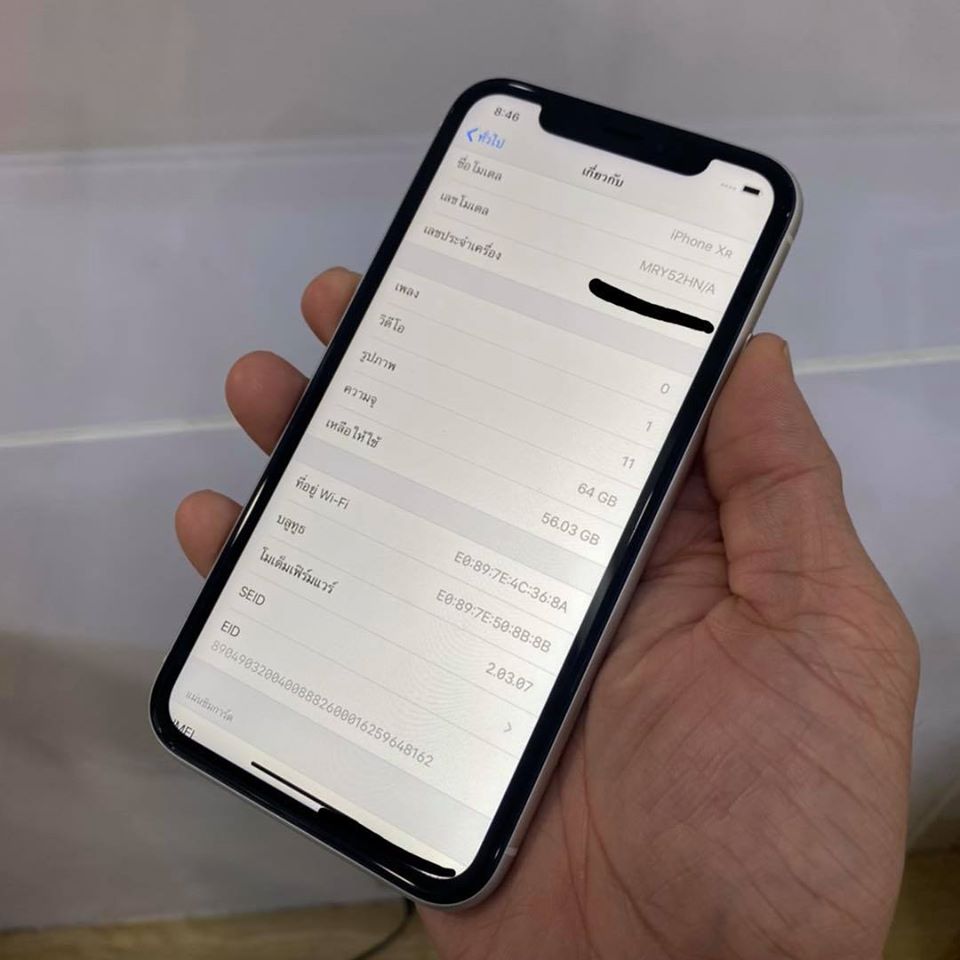 8:46
ทั่วไป
เกี่ยวกับ
ชื่อโมเดล iPhone XR
เลขโมเดล MRY52HN/A
เลขประจำเครื่อง
เพลง 0
วิดีโอ 1
รูปภาพ 11
ความจุ 64 GB
เหลือให้ใช้ 56.03 GB
ที่อยู่ Wi-Fi E0:89:7E:4C:36:8A
บลูทูธ E0:89:7E:50:8B:8B
โมเด็มเฟิร์มแวร์ 2.03.07
SEID
EID
89049032004008882600016259648162
แผ่นซิมการ์ด
IMEI